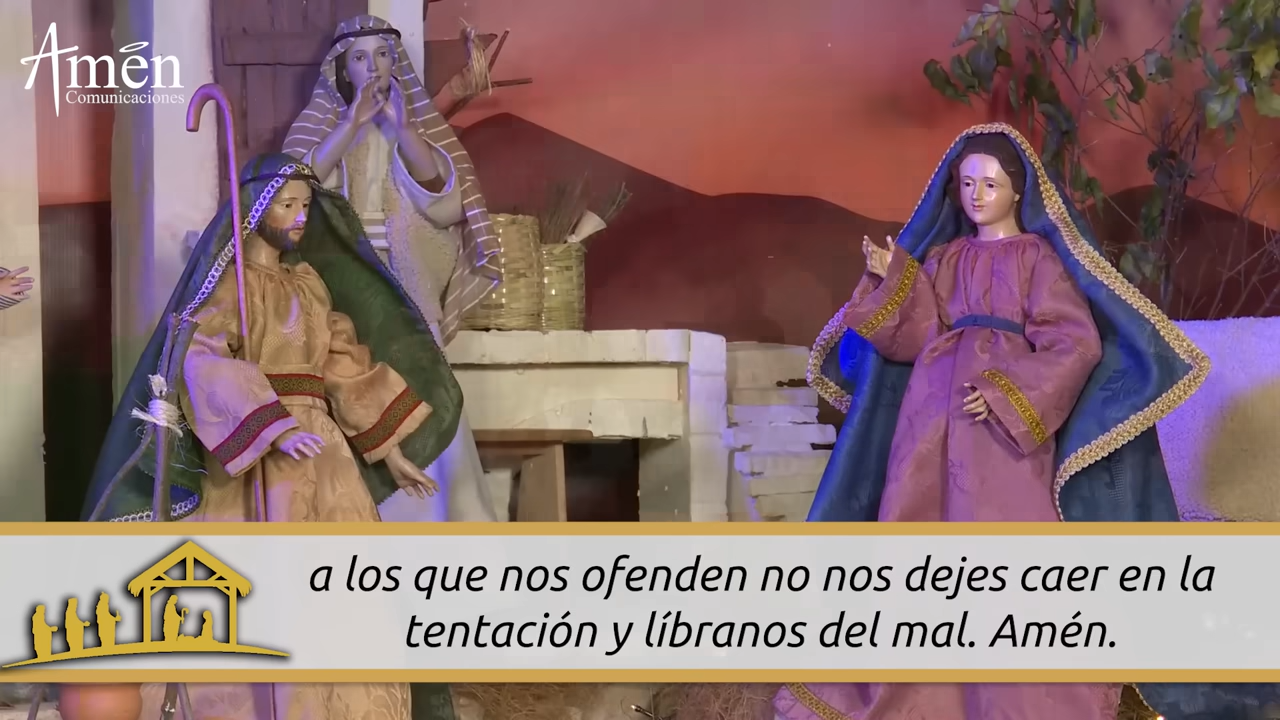 Amén
Comunicaciones
a los que nos ofenden no nos dejes caer en la
tentación y líbranos del mal. Amén.